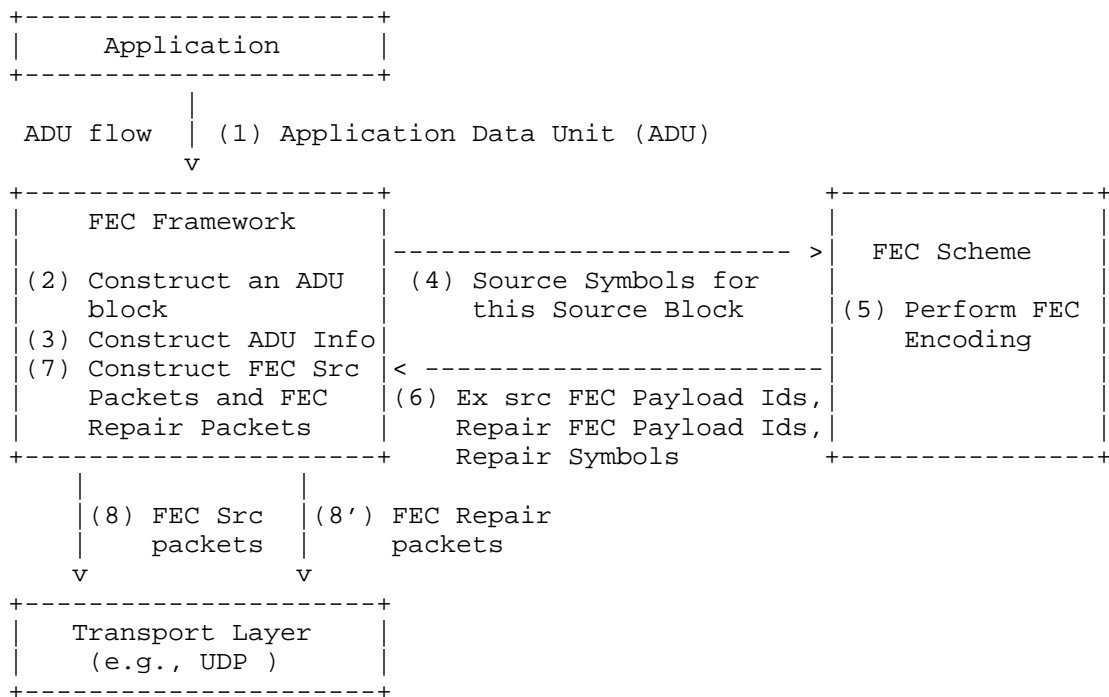 Application
ADU flow (1) Application Data Unit (ADU)
FEC Framework
FEC Scheme
(2) Construct an ADU (4) Source Symbols for
block this Source Block (5) Perform FEC
(3) Construct ADU Info Encoding
(7) Construct FEC Src
Packets and FEC (6) Ex src FEC Payload Ids,
Repair Packets Repair FEC Payload Ids,
Repair Symbols
(8) FEC Src (8') FEC Repair
packets packets
Transport Layer
(e.g., UDP )